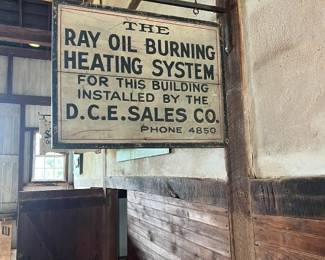 THE
RAY OIL BURNING
HEATING SYSTEM
FOR THIS BUILDING
INSTALLED BY THE
D.C.E. SALES CO.
PHONE 4850